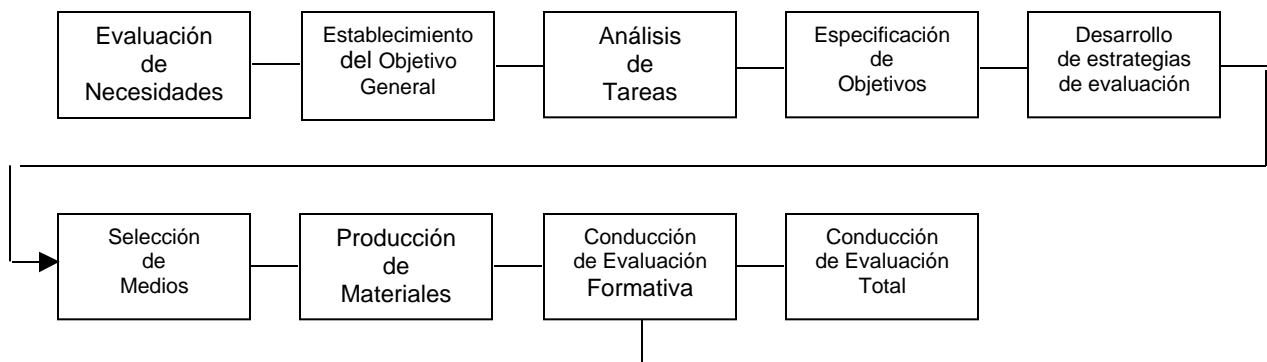 Evaluación
de
Necesidades
Establecimiento
del Objetivo
General
Análisis
de
Tareas
Especificación
de
Objetivos
Desarrollo
de estrategias
de evaluación
Selección
de
Medios
Producción
de
Materiales
Conducción
de Evaluación
Formativa
Conducción
de Evaluación
Total